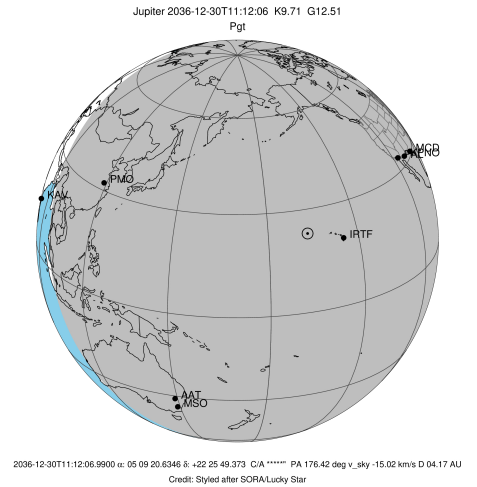 Jupiter 2036-12-30T11:12:06 K9.71 G12.51
Pgt
MCD
KAV
PMO
IRTF
AAT
MSO
2036-12-30T11:12:06.9900 α: 05 09 20.6346 δ: +22 25 49.373 C/A *****" PA 176.42 deg v_sky -15.02 km/s D 04.17 AU
Credit: Styled after SORA/Lucky Star